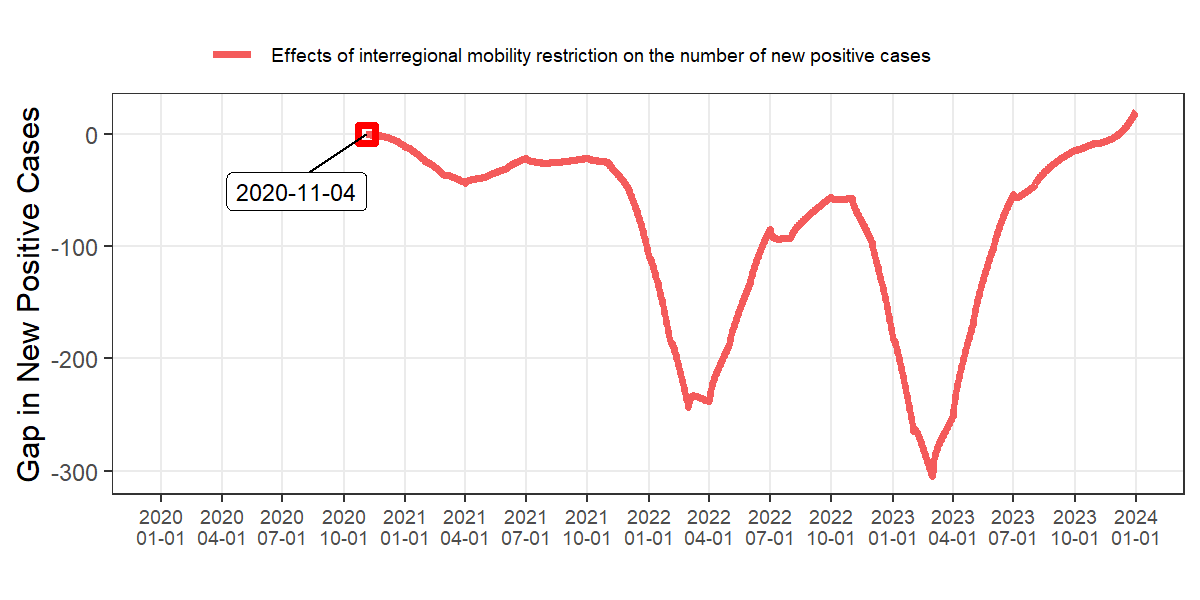 Effects of interregional mobility restriction on the number of new positive cases
Gap in New Positive Cases
0
-100
-200
-300
2020-11-04
2020 2020 2020 2020 2021 2021 2021 2021 2022 2022 2022 2022 2023 2023 2023 2023 2024
01-01 04-01 07-01 10-01 01-01 04-01 07-01 10-01 01-01 04-01 07-01 10-01 01-01 04-01 07-01 10-01 01-01